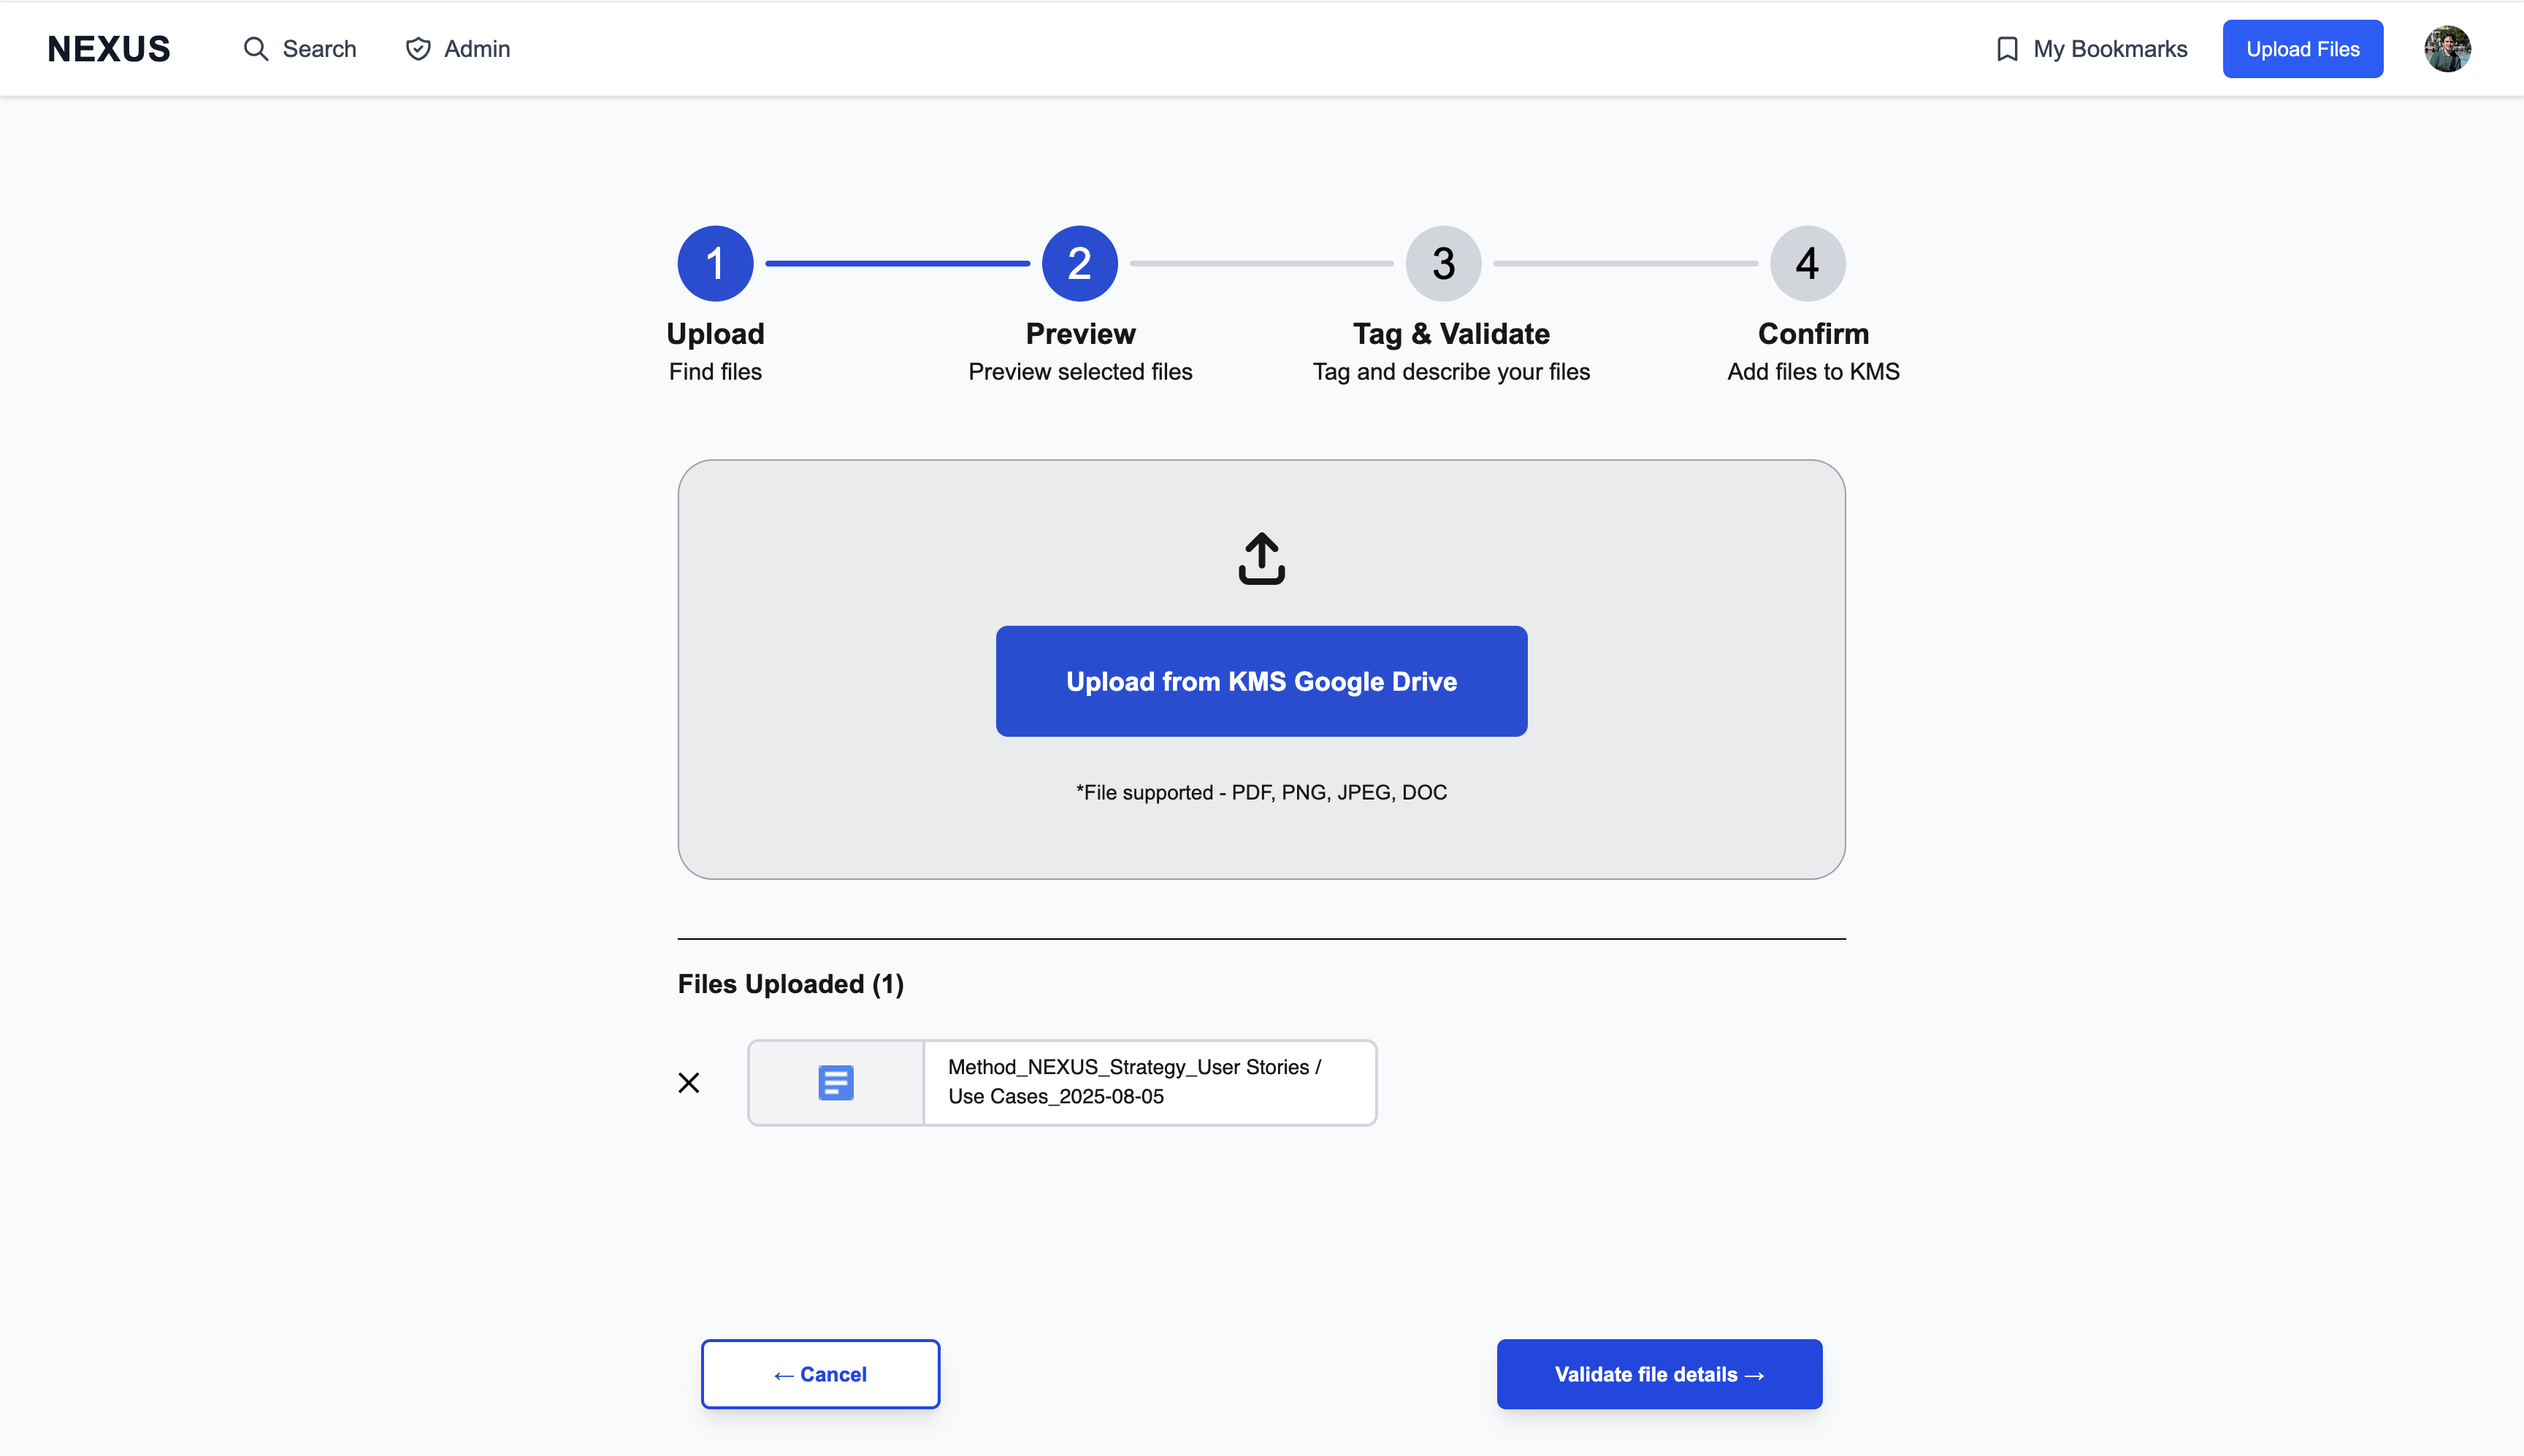 NEXUS
Search
Admin
My Bookmarks
Upload Files
1
2
3
4
Upload
Find files
Preview
Preview selected files
Tag & Validate
Tag and describe your files
Confirm
Add files to KMS
Upload from KMS Google Drive
*File supported - PDF, PNG, JPEG, DOC
Files Uploaded (1)
Method_NEXUS_Strategy_User Stories /
Use Cases_2025-08-05
← Cancel
Validate file details →